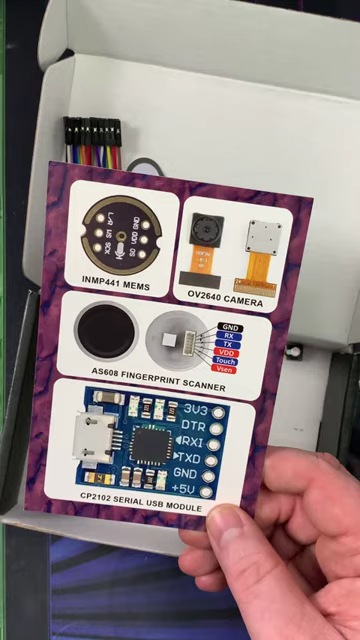 L/R WS SCK
GND VDD SD
INMP441 MEMS
OV2640 CAMERA
GND
RX
TX
VDD
Touch
Vsen
AS608 FINGERPRINT SCANNER
3V3
DTR
RXI
TXD
GND
+5V
CP2102 SERIAL USB MODULE